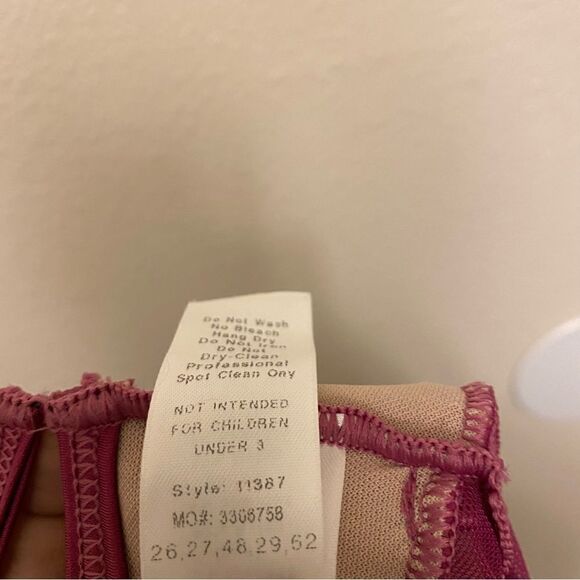 Do Not Wash
No Bleach
Hang Dry
Do Not Iron
Do Not
Dry-Clean
Professional
Spot Clean Ony
NOT INTENDED
FOR CHILDREN
UNDER 3
Style: 11387
MO#: 3306758
26,27,48,29,62